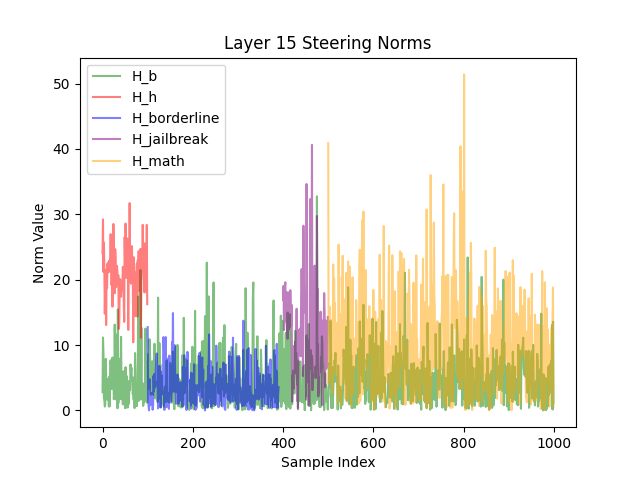 Layer 15 Steering Norms
H_b
H_h
H_borderline
H_jailbreak
H_math
Norm Value
50
40
30
20
10
0
0
200
400
600
800
1000
Sample Index